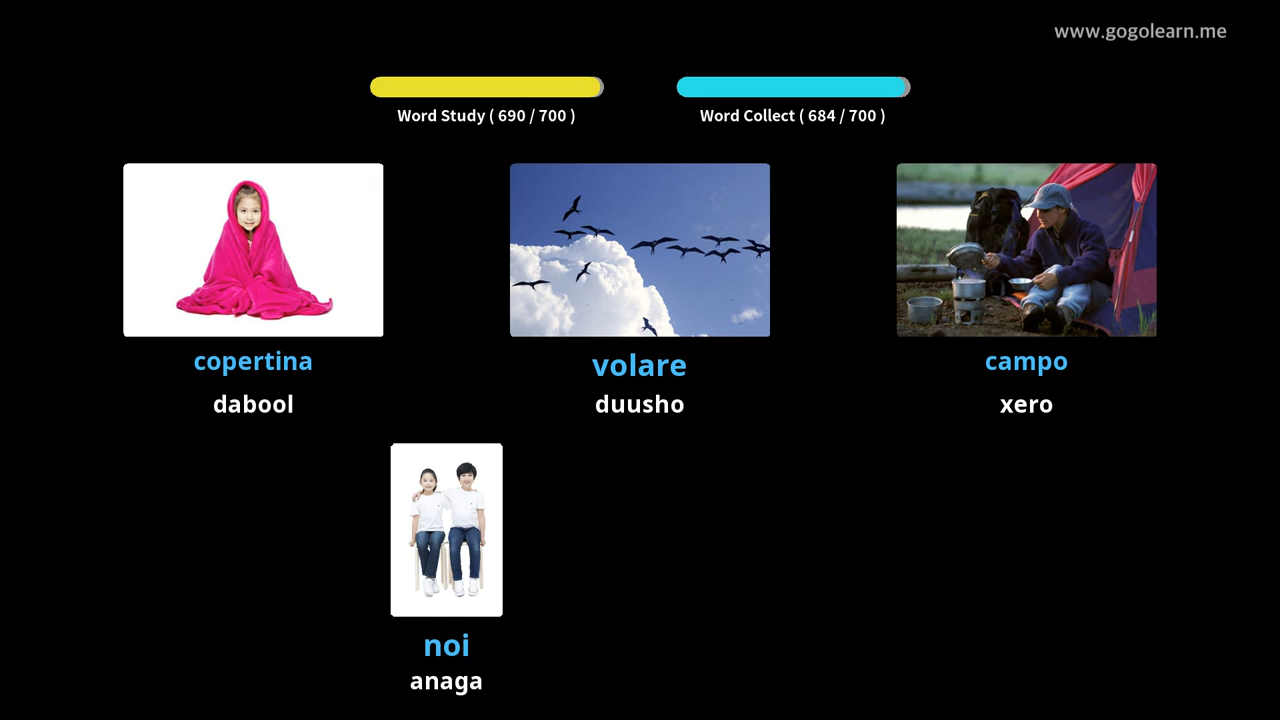 www.gogolearn.me
Word Study ( 690 / 700 )
Word Collect ( 684 / 700 )
copertina
volare
campo
dabool
duusho
xero
noi
anaga